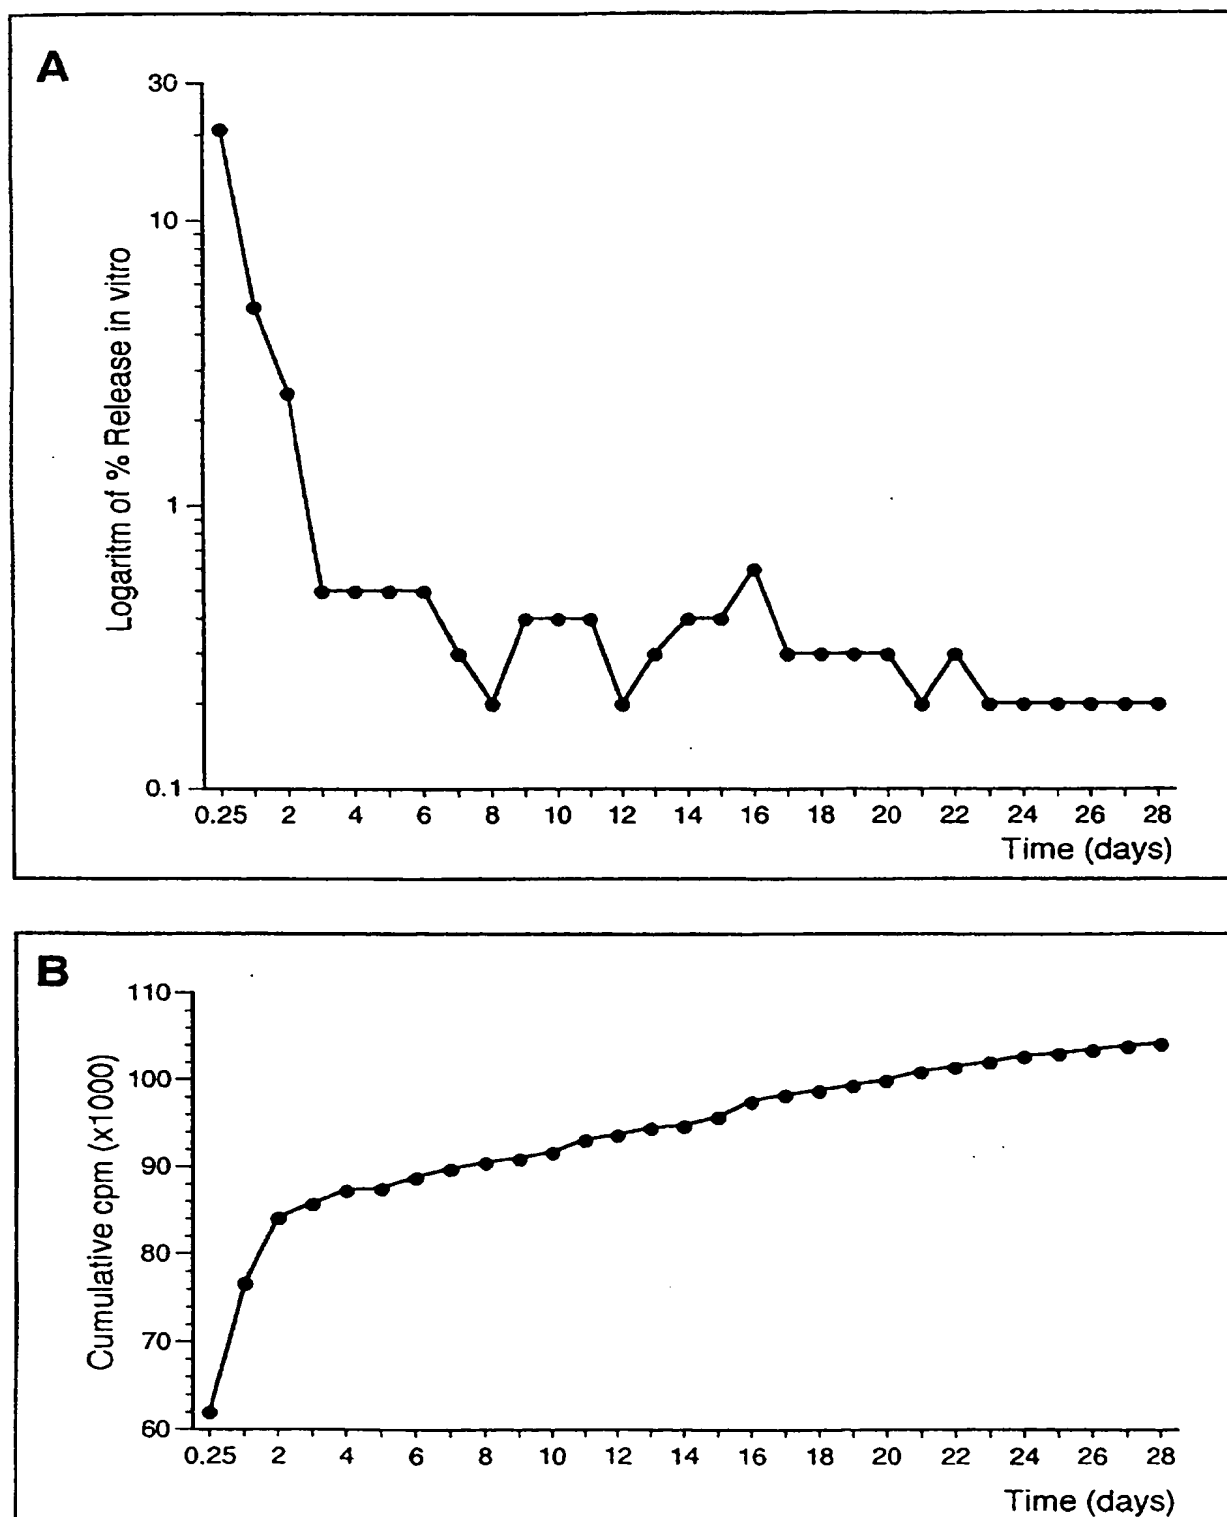 A
30
10
1
0.1
Logaritm of % Release in vitro
0.25 2 4 6 8 10 12 14 16 18 20 22 24 26 28
Time (days)
B
110
100
90
80
70
60
Cumulative cpm (x1000)
0.25 2 4 6 8 10 12 14 16 18 20 22 24 26 28
Time (days)